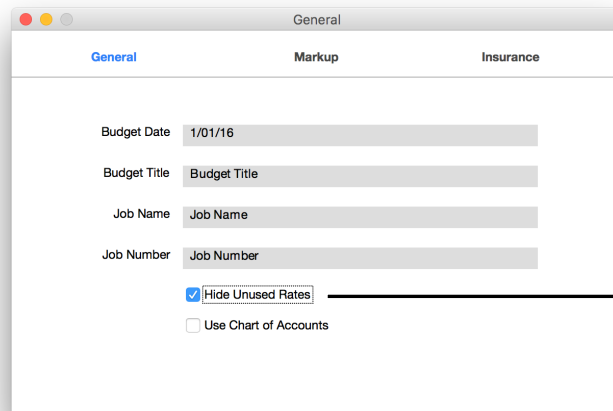 General
General Markup Insurance
Budget Date 1/01/16
Budget Title Budget Title
Job Name Job Name
Job Number Job Number
Hide Unused Rates
Use Chart of Accounts